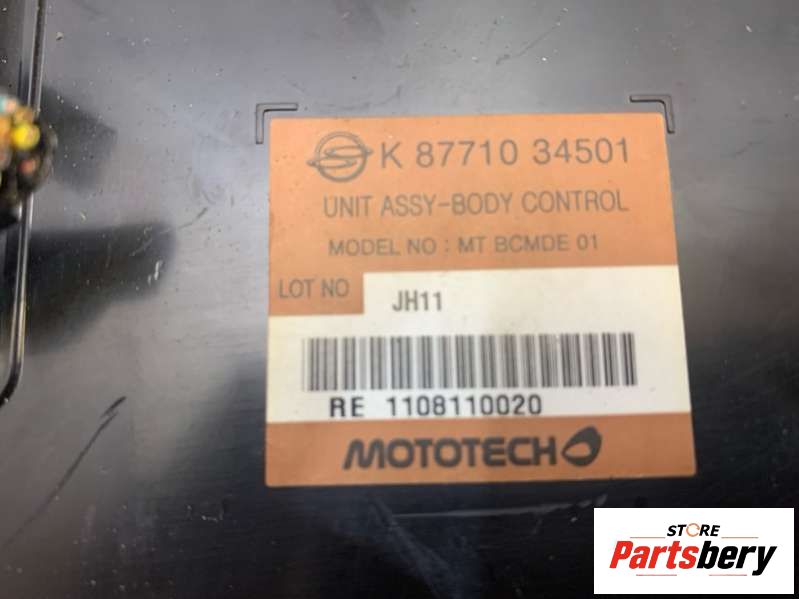 K 87710 34501
UNIT ASSY-BODY CONTROL
MODEL NO : MT BCMDE 01
LOT NO JH11
RE 1108110020
MOTOTECH
STORE
Partsbery